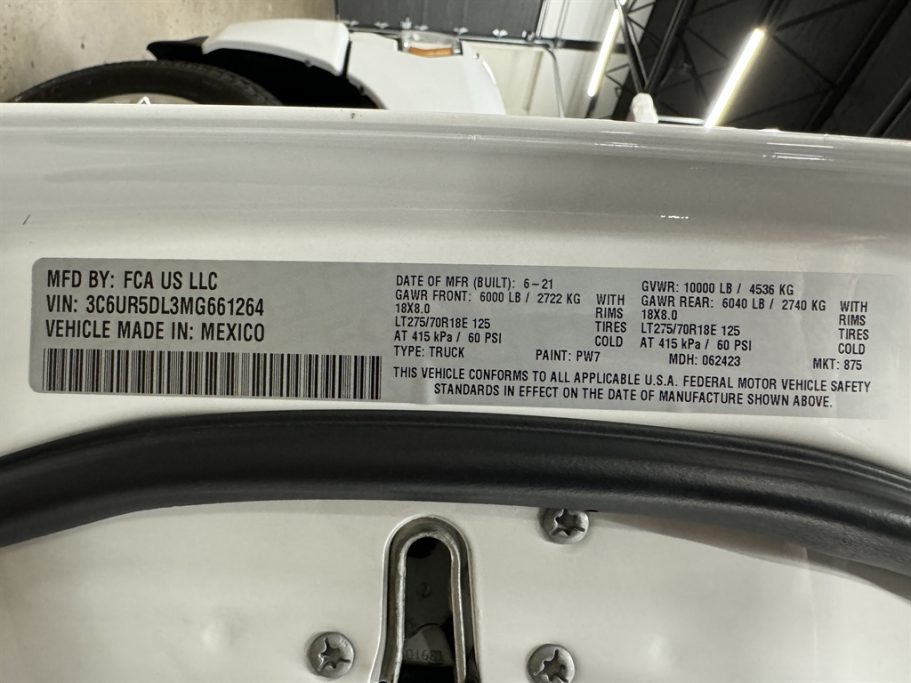 MFD BY: FCA US LLC
VIN: 3C6UR5DL3MG661264
VEHICLE MADE IN: MEXICO
DATE OF MFR (BUILT): 6-21
GAWR FRONT: 6000 LB / 2722 KG WITH
18X8.0 RIMS
LT275/70R18E 125 TIRES
AT 415 kPa / 60 PSI COLD
TYPE: TRUCK PAINT: PW7
GVWR: 10000 LB / 4536 KG
GAWR REAR: 6040 LB / 2740 KG WITH
18X8.0 RIMS
LT275/70R18E 125 TIRES
AT 415 kPa / 60 PSI COLD
MDH: 062423 MKT: 875
THIS VEHICLE CONFORMS TO ALL APPLICABLE U.S.A. FEDERAL MOTOR VEHICLE SAFETY
STANDARDS IN EFFECT ON THE DATE OF MANUFACTURE SHOWN ABOVE.